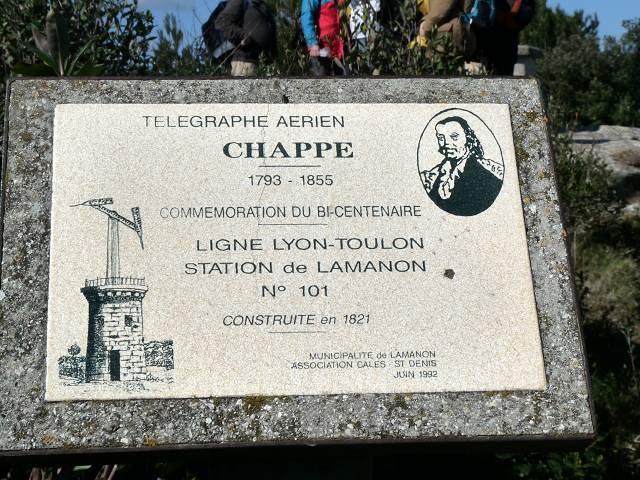 TELEGRAPHE AERIEN
CHAPPE
1793 - 1855
COMMEMORATION DU BI-CENTENAIRE
LIGNE LYON-TOULON
STATION de LAMANON
N° 101
CONSTRUITE en 1821
MUNICIPALITE de LAMANON
ASSOCIATION CALES - ST DENIS
JUIN 1992